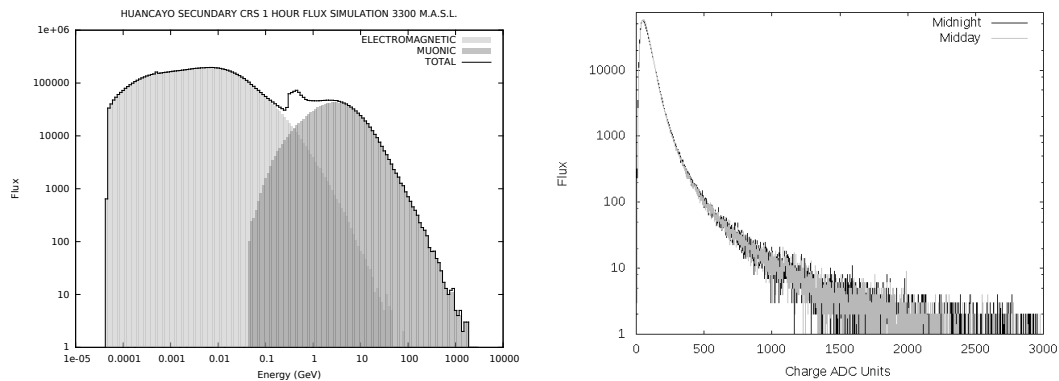 HUANCAYO SECUNDARY CRS 1 HOUR FLUX SIMULATION 3300 M.A.S.L.
1e+06
100000
10000
1000
100
10
1
Flux
ELECTROMAGNETIC
MUONIC
TOTAL
1e-05 0.0001 0.001 0.01 0.1 1 10 100 1000 10000
Energy (GeV)
10000
1000
100
10
1
Flux
Midnight
Midday
0 500 1000 1500 2000 2500 3000
Charge ADC Units